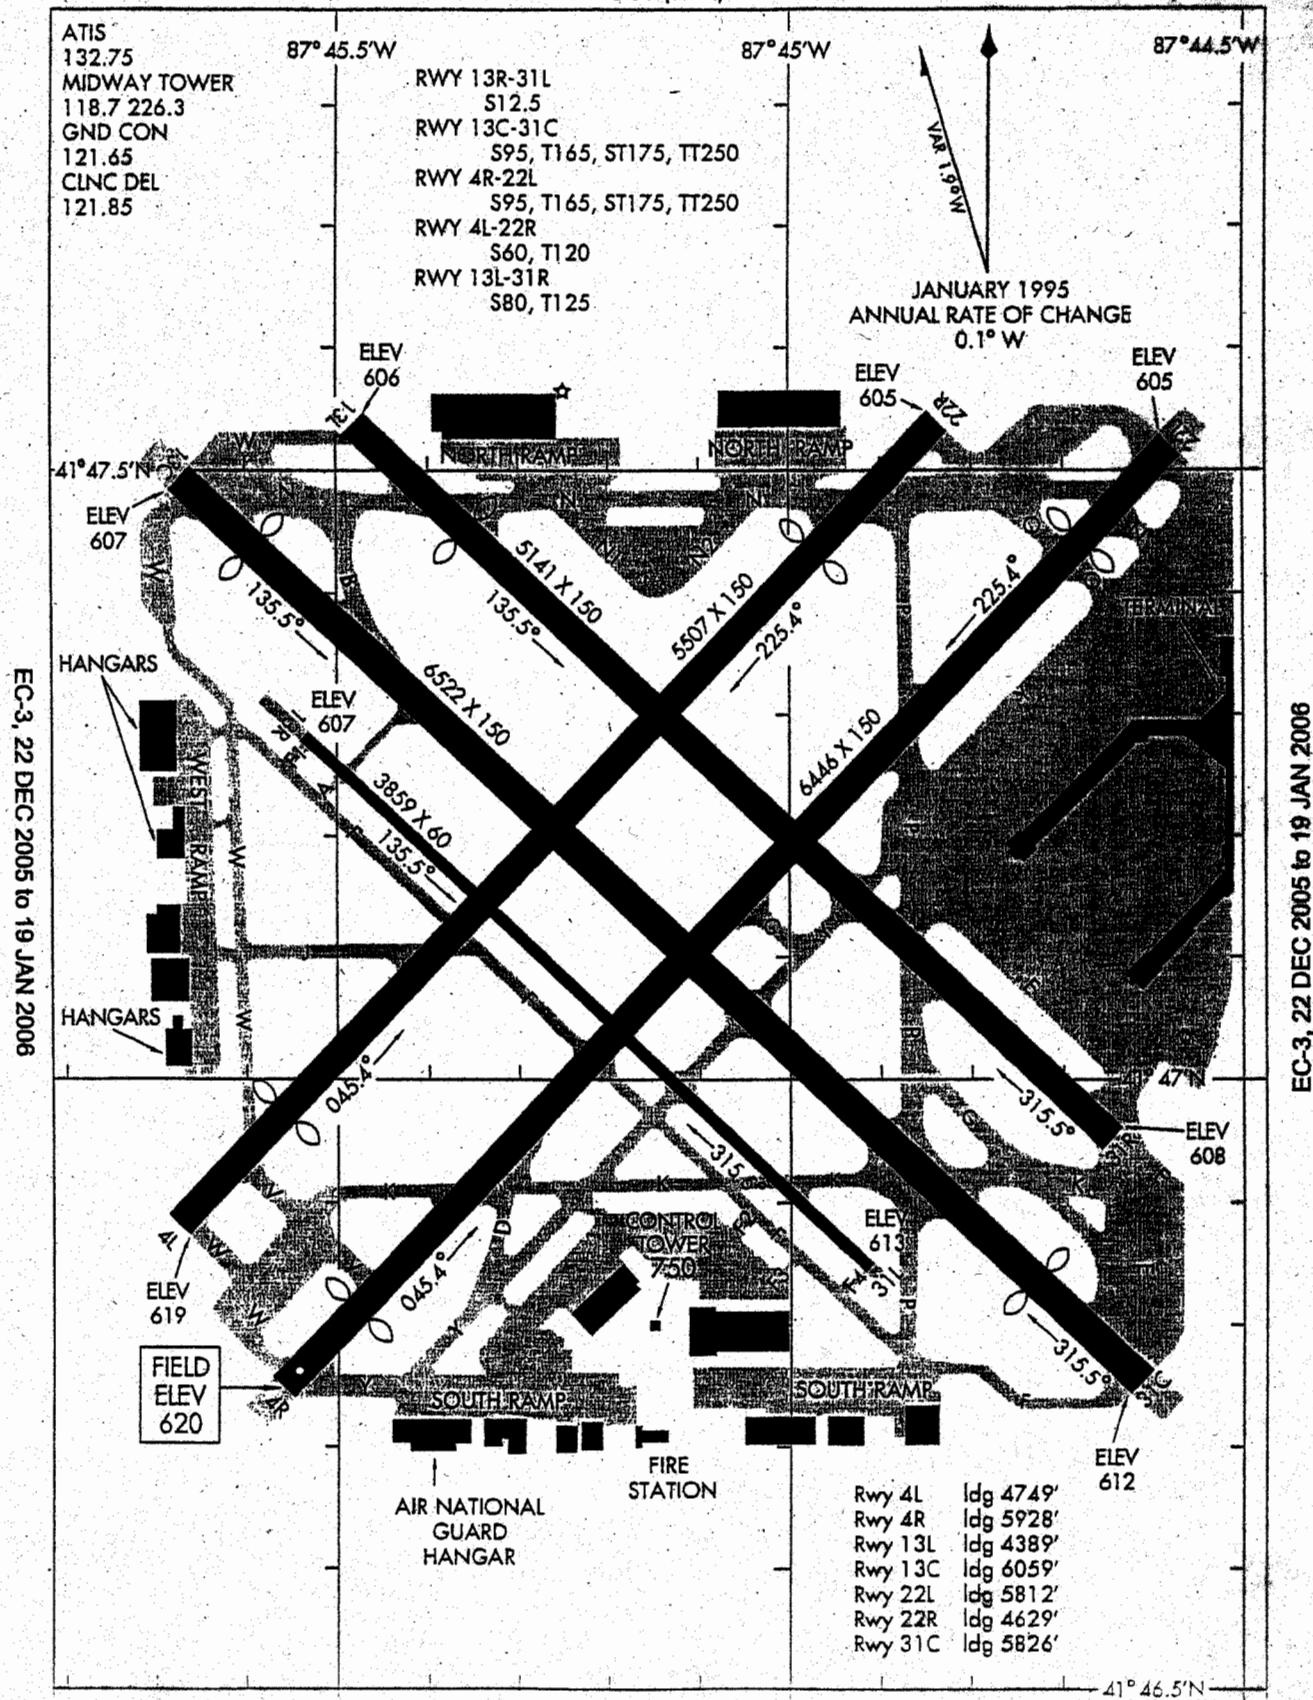 ATIS
132.75
MIDWAY TOWER
118.7 226.3
GND CON
121.65
CLNC DEL
121.85
87°45.5'W
87°45'W
87°44.5'W
RWY 13R-31L
S12.5
RWY 13C-31C
S95, T165, ST175, TT250
RWY 4R-22L
S95, T165, ST175, TT250
RWY 4L-22R
S60, T120
RWY 13L-31R
S80, T125
VAR 1.9°W
JANUARY 1995
ANNUAL RATE OF CHANGE
0.1° W
ELEV
606
ELEV
605
ELEV
605
13L
22R
NORTH RAMP
NORTH RAMP
41°47.5'N
ELEV
607
W
N
N
N
R
W
B
5141 X 150
135.5°
5507 X 150
225.4°
225.4°
TERMINAL
135.5°
HANGARS
ELEV
607
6522 X 150
6446 X 150
WEST RAMP
W
A
3859 X 60
135.5°
P
EC-3, 22 DEC 2005 to 19 JAN 2006
EC-3, 22 DEC 2005 to 19 JAN 2006
HANGARS
W
045.4°
41°47'N
G
315.5°
ELEV
608
V
K
K
K
315.
4L
W
W
D
045.4°
CONTROL
TOWER
750
ELEV
613
F4
31L
P
ELEV
619
Y
315.5°
FIELD
ELEV
620
4R
Y
SOUTH RAMP
SOUTH RAMP
F
ELEV
612
FIRE
STATION
AIR NATIONAL
GUARD
HANGAR
Rwy 4L ldg 4749'
Rwy 4R ldg 5928'
Rwy 13L ldg 4389'
Rwy 13C ldg 6059'
Rwy 22L ldg 5812'
Rwy 22R ldg 4629'
Rwy 31C ldg 5826'
41°46.5'N